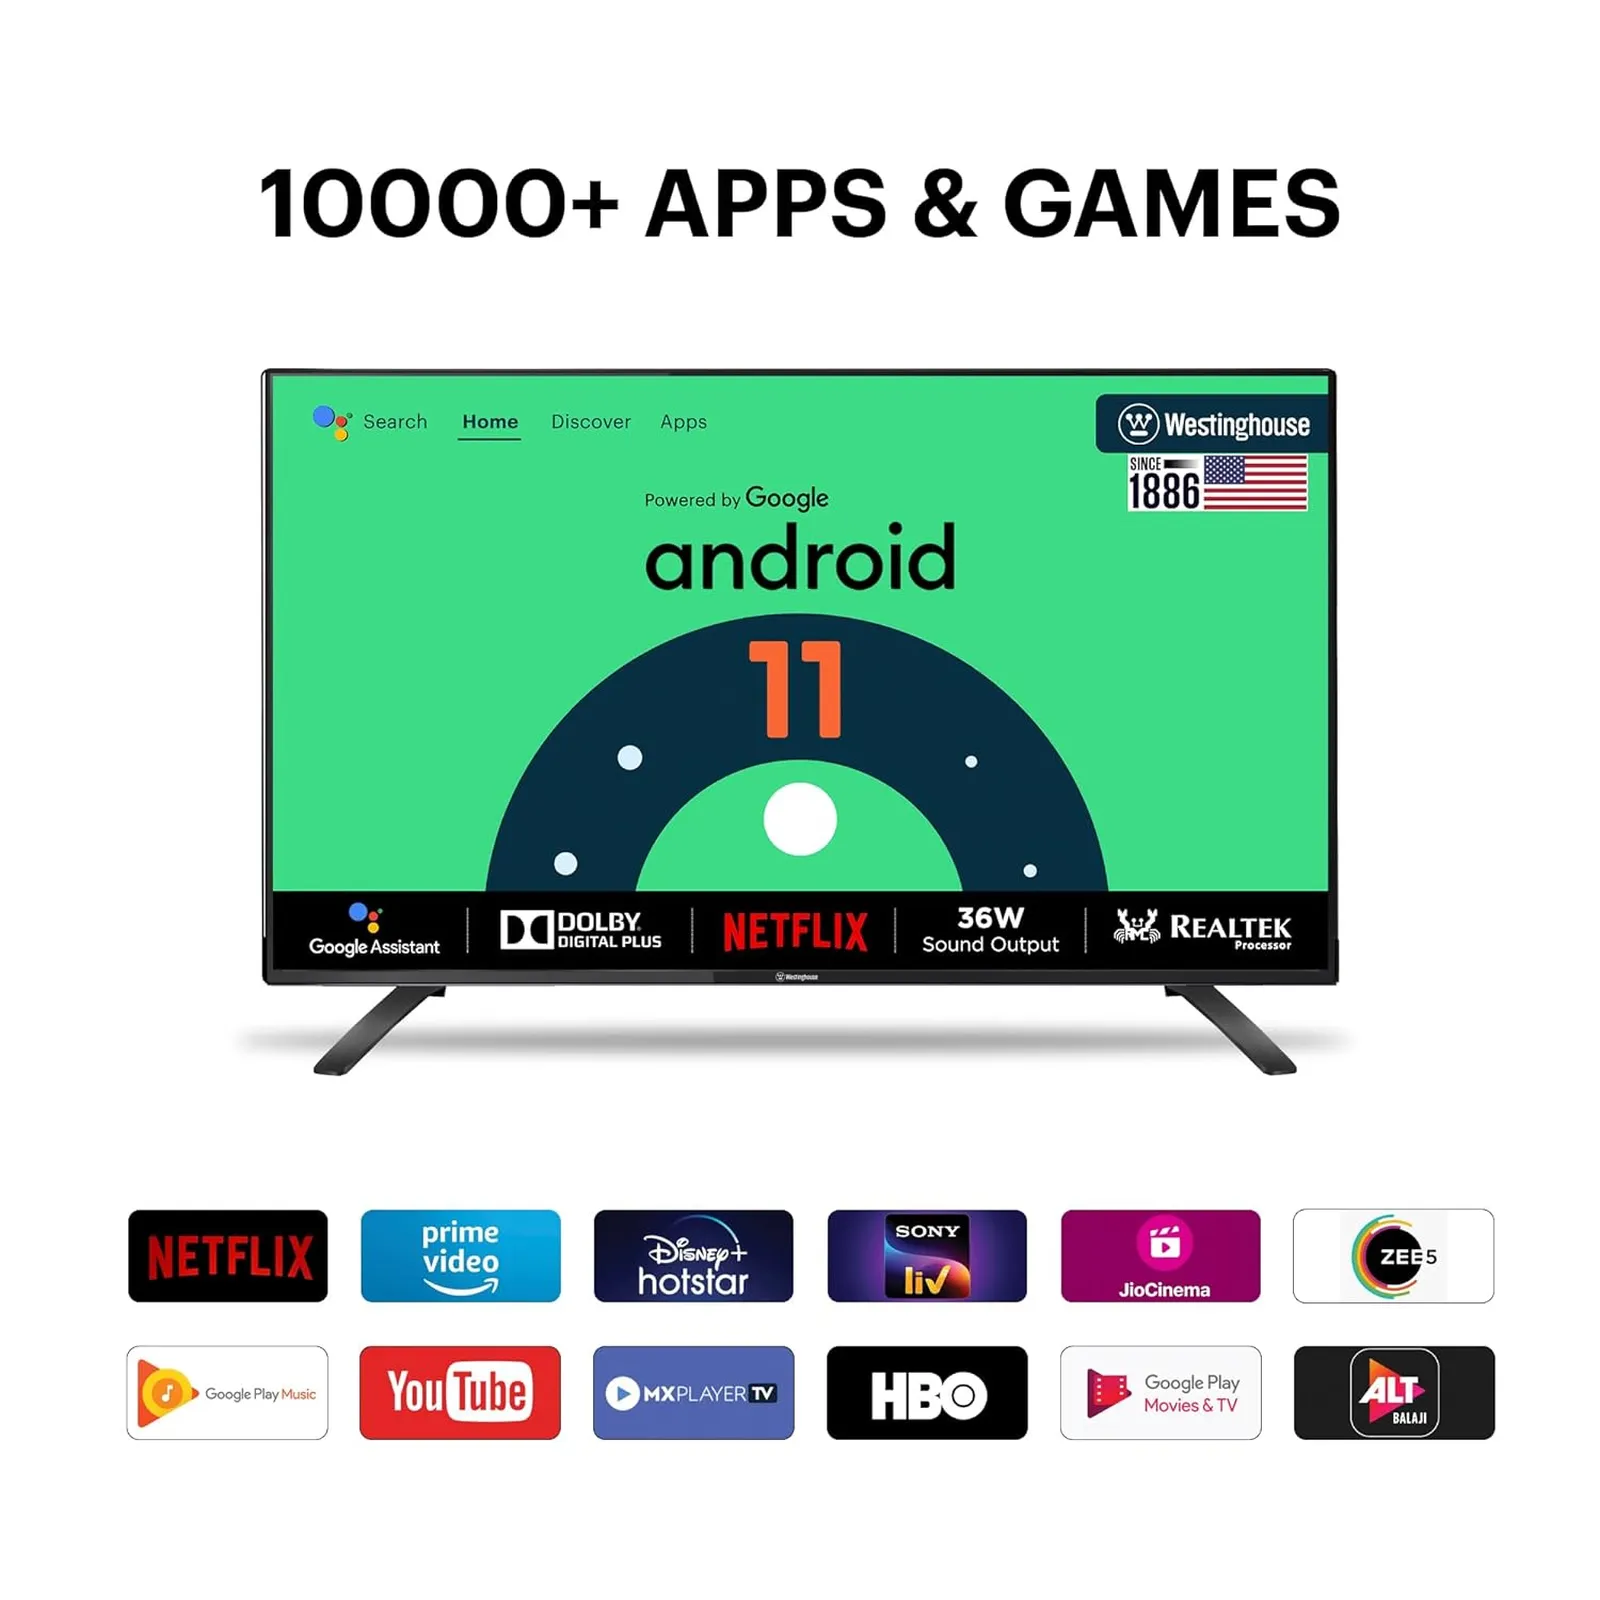 10000+ APPS & GAMES
Search Home Discover Apps
Westinghouse
SINCE
1886
Powered by Google
android
11
Google Assistant
DOLBY
DIGITAL PLUS
NETFLIX
36W
Sound Output
REALTEK
Processor
Westinghouse
NETFLIX
prime
video
Disney+
hotstar
SONY
liv
JioCinema
ZEE5
Google Play Music
YouTube
MXPLAYER TV
HBO
Google Play
Movies & TV
ALT
BALAJI